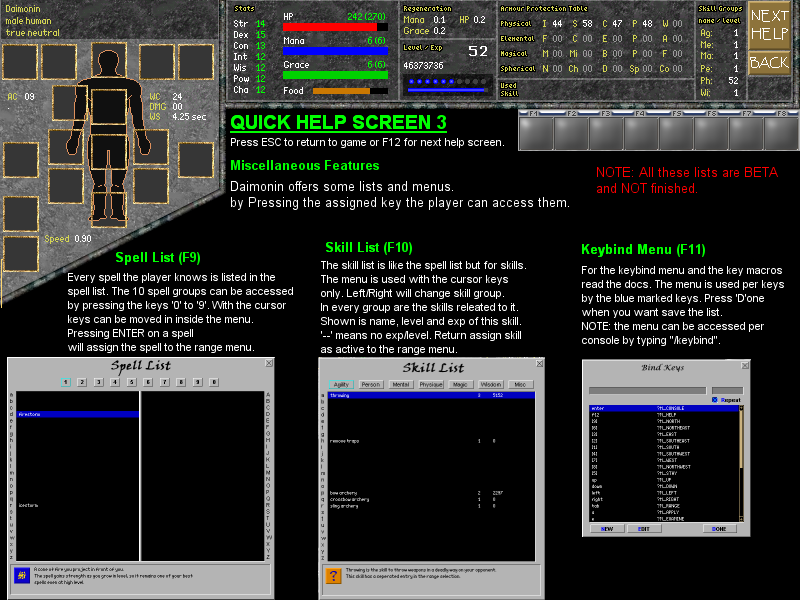 Daimonin
male human
true neutral
AC 09
WC 24
DMG .00
WS 4.25 sec
Speed 0.90
Stats
Str 14
Dex 15
Con 13
Int 12
Wis 12
Pow 12
Cha 12
HP 242 (270)
Mana 6 (6)
Grace 6 (6)
Food
Regeneration
Mana 0.1 HP 0.2
Grace 0.2
Level / Exp
52
46373736
Used
Skill
Armour Protection Table
Physical I 44 S 58 C 47 P 48 W 00
Elemental F 00 C 00 E 00 P 00 A 00
Magical M 00 Mi 00 B 00 P 00 F 00
Spherical N 00 Ch 00 D 00 Sp 00 Co 00
Skill Groups
name / level
Ag: 1
Me: 1
Ma: 1
Pe: 1
Ph: 52
Wi: 1
NEXT
HELP
BACK
F1 F2 F3 F4 F5 F6 F7 F8
QUICK HELP SCREEN 3
Press ESC to return to game or F12 for next help screen.
Miscellaneous Features
Daimonin offers some lists and menus.
by Pressing the assigned key the player can access them.
NOTE: All these lists are BETA
and NOT finished.
Spell List (F9)
Every spell the player knows is listed in the
spell list. The 10 spell groups can be accessed
by pressing the keys '0' to '9'. With the cursor
keys can be moved in inside the menu.
Pressing ENTER on a spell
will assign the spell to the range menu.
Skill List (F10)
The skill list is like the spell list but for skills.
The menu is used with the cursor keys
only. Left/Right will change skill group.
In every group are the skills releated to it.
Shown is name, level and exp of this skill.
'--' means no exp/level. Return assign skill
as active to the range menu.
Keybind Menu (F11)
For the keybind menu and the key macros
read the docs. The menu is used per keys
by the blue marked keys. Press 'D'one
when you want save the list.
NOTE: the menu can be accessed per
console by typing "/keybind".
Spell List
1 2 3 4 5 6 7 8 9 0
firestorm
icestorm
A cone of fire you project in front of you.
The spell gains strength as you grow in level, so it remains one of your best
spells even at high level.
Skill List
Agility Person Mental Physique Magic Wisdom Misc
throwing 3 5152
remove traps 1 0
bow archery 2 2297
crossbow archery 1 0
sling archery 1 0
Throwing is the skill to throw weapons in a deadly way on your opponent.
This skill has a seperated entry in the range selection.
Bind Keys
Repeat
enter ?M_CONSOLE
f12 ?M_HELP
[8] ?M_NORTH
[9] ?M_NORTHEAST
[6] ?M_EAST
[3] ?M_SOUTHEAST
[2] ?M_SOUTH
[1] ?M_SOUTHWEST
[4] ?M_WEST
[7] ?M_NORTHWEST
[5] ?M_STAY
up ?M_UP
down ?M_DOWN
left ?M_LEFT
right ?M_RIGHT
tab ?M_RANGE
a ?M_APPLY
e ?M_EXAMINE
NEW EDIT DONE